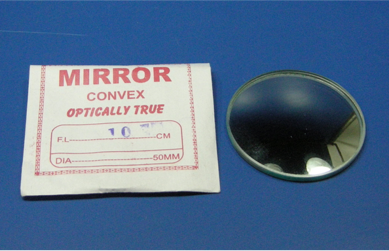 MIRROR
CONVEX
OPTICALLY TRUE
F.L 10 CM
DIA 50MM